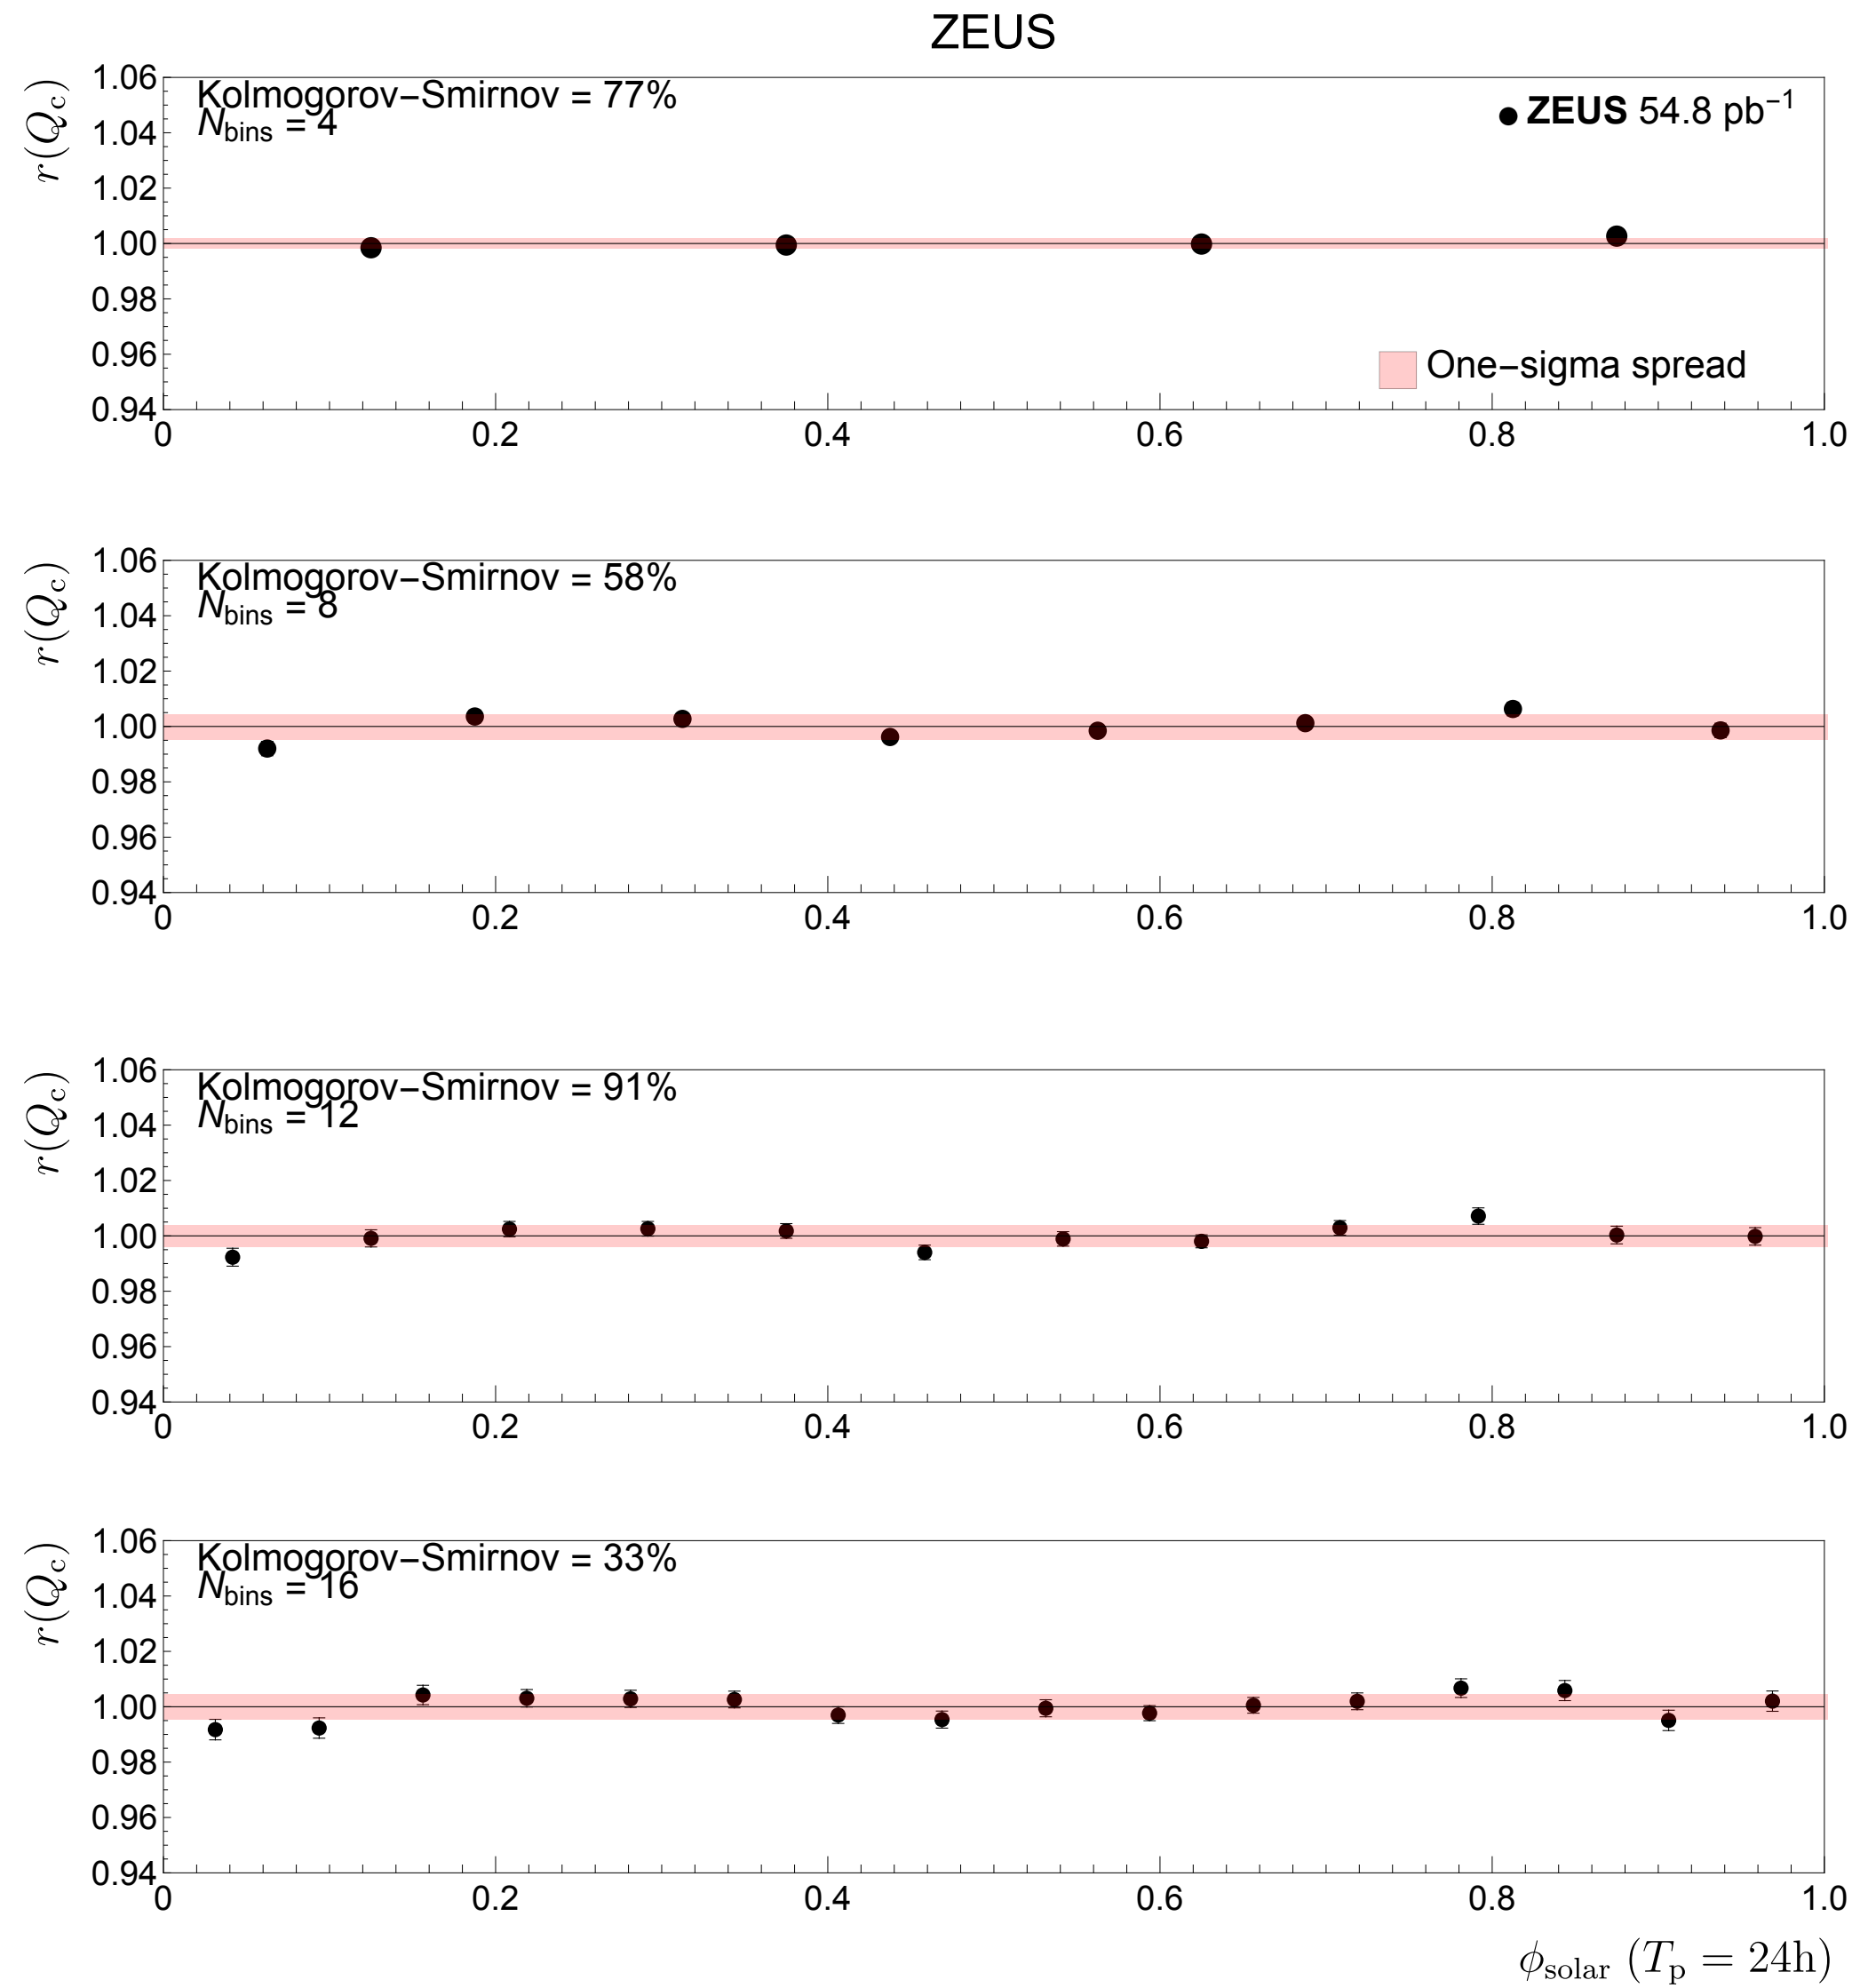 ZEUS
Kolmogorov−Smirnov = 77%
N_bins = 4
● ZEUS 54.8 pb⁻¹
One−sigma spread
r(Q_c)
1.06
1.04
1.02
1.00
0.98
0.96
0.94
0 0.2 0.4 0.6 0.8 1.0
Kolmogorov−Smirnov = 58%
N_bins = 8
r(Q_c)
1.06
1.04
1.02
1.00
0.98
0.96
0.94
0 0.2 0.4 0.6 0.8 1.0
Kolmogorov−Smirnov = 91%
N_bins = 12
r(Q_c)
1.06
1.04
1.02
1.00
0.98
0.96
0.94
0 0.2 0.4 0.6 0.8 1.0
Kolmogorov−Smirnov = 33%
N_bins = 16
r(Q_c)
1.06
1.04
1.02
1.00
0.98
0.96
0.94
0 0.2 0.4 0.6 0.8 1.0
ϕ_solar (T_p = 24h)